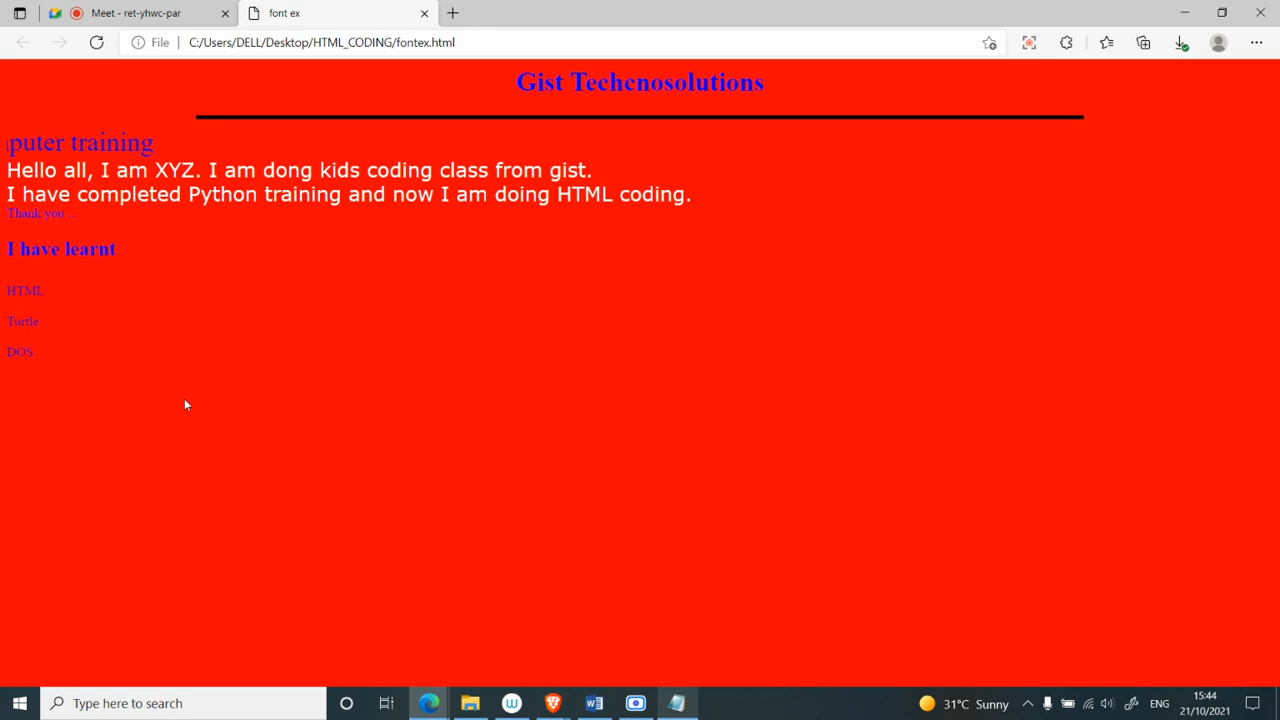 Meet - ret-yhwc-par
font ex
File
C:/Users/DELL/Desktop/HTML_CODING/fontex.html
Gist Techcnosolutions
puter training
Hello all, I am XYZ. I am dong kids coding class from gist.
I have completed Python training and now I am doing HTML coding.
Thank you ...
I have learnt
HTML
Turtle
DOS
Type here to search
31°C Sunny
ENG
15:44
21/10/2021